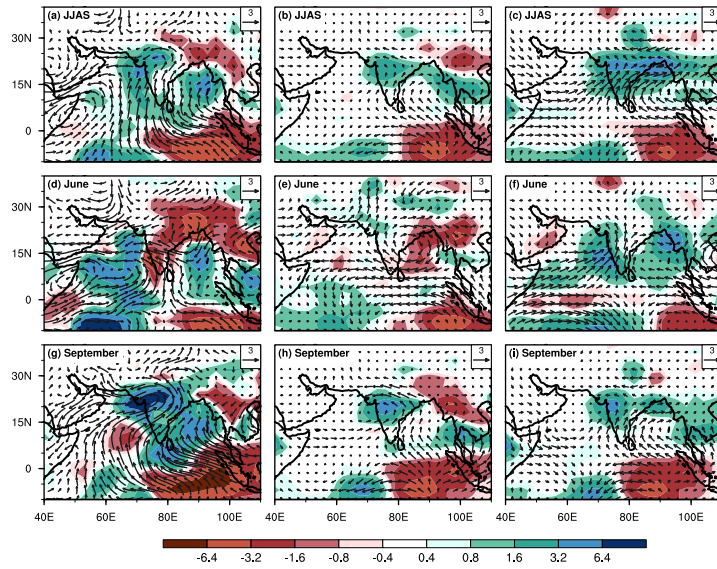 (a) JJAS 3 (b) JJAS 3 (c) JJAS 3
30N
15N
0
(d) June 3 (e) June 3 (f) June 3
30N
15N
0
(g) September 3 (h) September 3 (i) September 3
30N
15N
0
40E 60E 80E 100E 40E 60E 80E 100E 40E 60E 80E 100E
-6.4 -3.2 -1.6 -0.8 -0.4 0.4 0.8 1.6 3.2 6.4